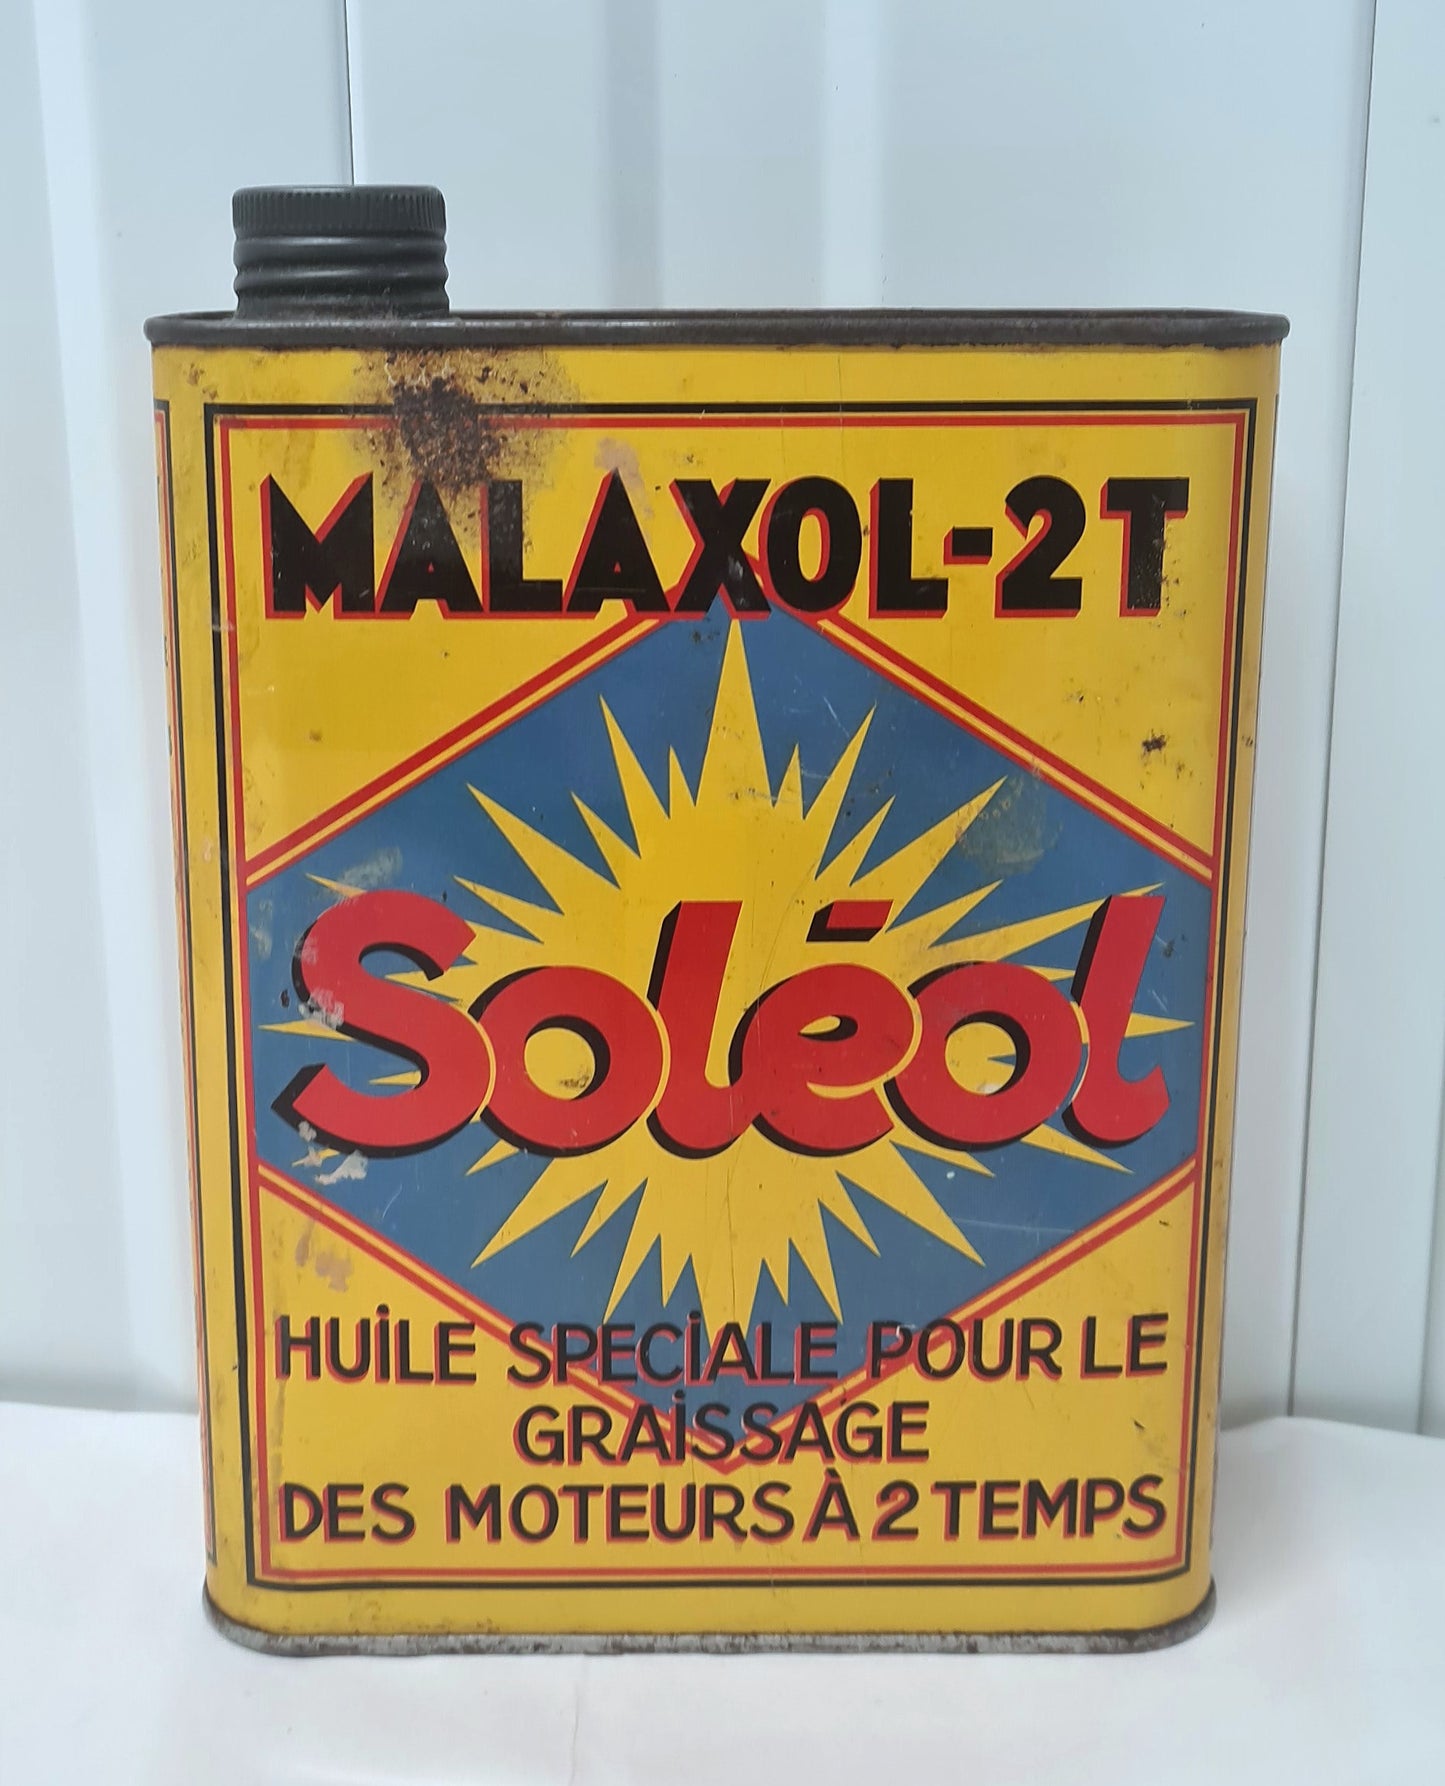 MALAXOL-2T
Soléol
HUiLE SPECiALE POUR LE
GRAiSSAGE
DES MOTEURS À 2 TEMPS